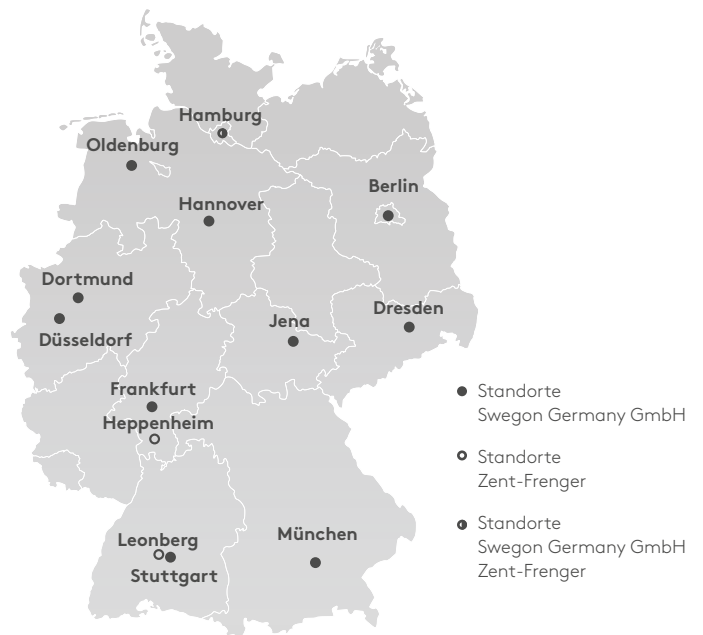 Hamburg
Oldenburg
Berlin
Hannover
Dortmund
Dresden
Jena
Düsseldorf
Frankfurt
Heppenheim
München
Leonberg
Stuttgart
Standorte
Swegon Germany GmbH
Standorte
Zent-Frenger
Standorte
Swegon Germany GmbH
Zent-Frenger